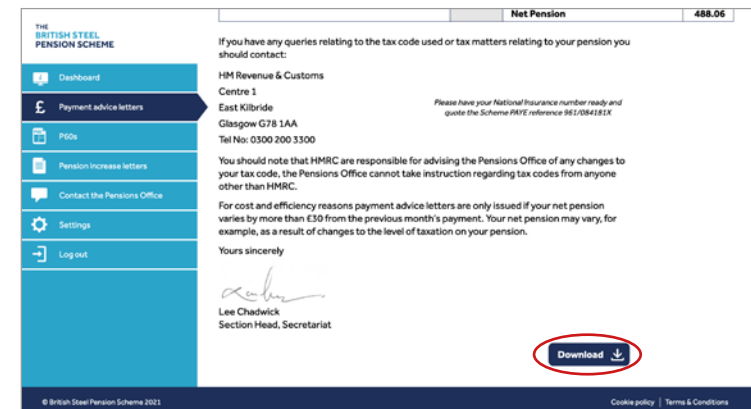 Net Pension 488.06
THE
BRITISH STEEL
PENSION SCHEME
Dashboard
£ Payment advice letters
P60s
Pension increase letters
Contact the Pensions Office
Settings
Log out
If you have any queries relating to the tax code used or tax matters relating to your pension you
should contact:
HM Revenue & Customs
Centre 1
East Kilbride
Glasgow G78 1AA
Tel No: 0300 200 3300
Please have your National Insurance number ready and
quote the Scheme PAYE reference 961/084181X
You should note that HMRC are responsible for advising the Pensions Office of any changes to
your tax code, the Pensions Office cannot take instruction regarding tax codes from anyone
other than HMRC.
For cost and efficiency reasons payment advice letters are only issued if your net pension
varies by more than £30 from the previous month's payment. Your net pension may vary, for
example, as a result of changes to the level of taxation on your pension.
Yours sincerely
Lee Chadwick
Section Head, Secretariat
Download
© British Steel Pension Scheme 2021
Cookie policy | Terms & Conditions